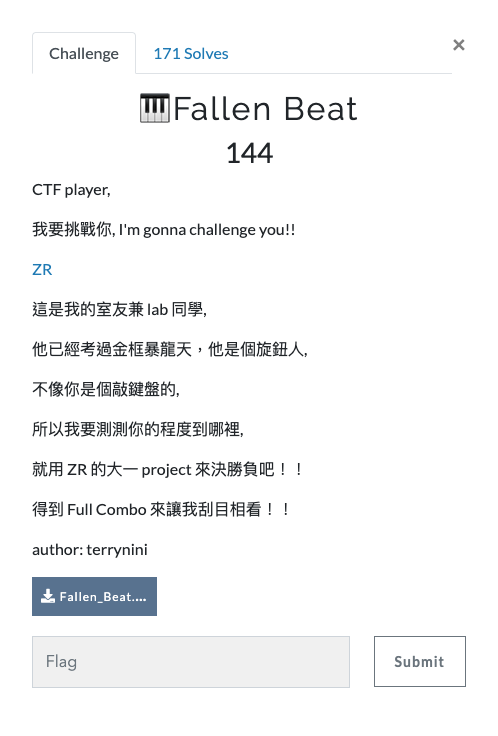 Challenge
171 Solves
×
🎹Fallen Beat
144
CTF player,
我要挑戰你, I'm gonna challenge you!!
ZR
這是我的室友兼 lab 同學,
他已經考過金框暴龍天，他是個旋鈕人,
不像你是個敲鍵盤的,
所以我要測測你的程度到哪裡,
就用 ZR 的大一 project 來決勝負吧！！
得到 Full Combo 來讓我刮目相看！！
author: terrynini
Fallen_Beat....
Flag
Submit